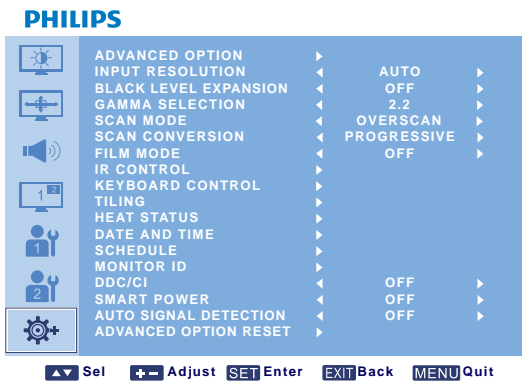 PHILIPS
ADVANCED OPTION
INPUT RESOLUTION AUTO
BLACK LEVEL EXPANSION OFF
GAMMA SELECTION 2.2
SCAN MODE OVERSCAN
SCAN CONVERSION PROGRESSIVE
FILM MODE OFF
IR CONTROL
KEYBOARD CONTROL
1 2
TILING
HEAT STATUS
DATE AND TIME
1
SCHEDULE
MONITOR ID
DDC/CI OFF
2
SMART POWER OFF
AUTO SIGNAL DETECTION OFF
ADVANCED OPTION RESET
Sel + - Adjust SET Enter EXIT Back MENU Quit